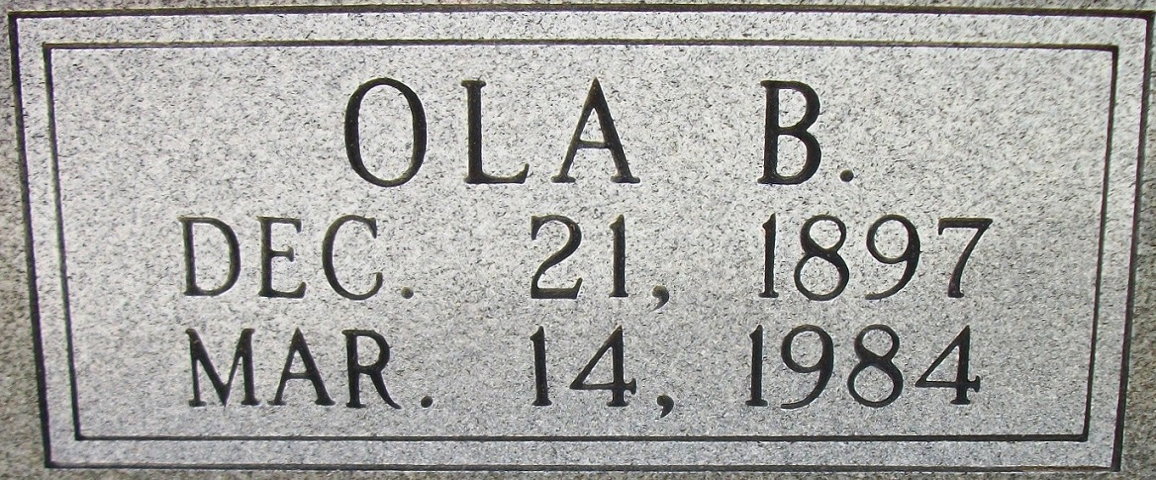 OLA B.
DEC. 21, 1897
MAR. 14, 1984